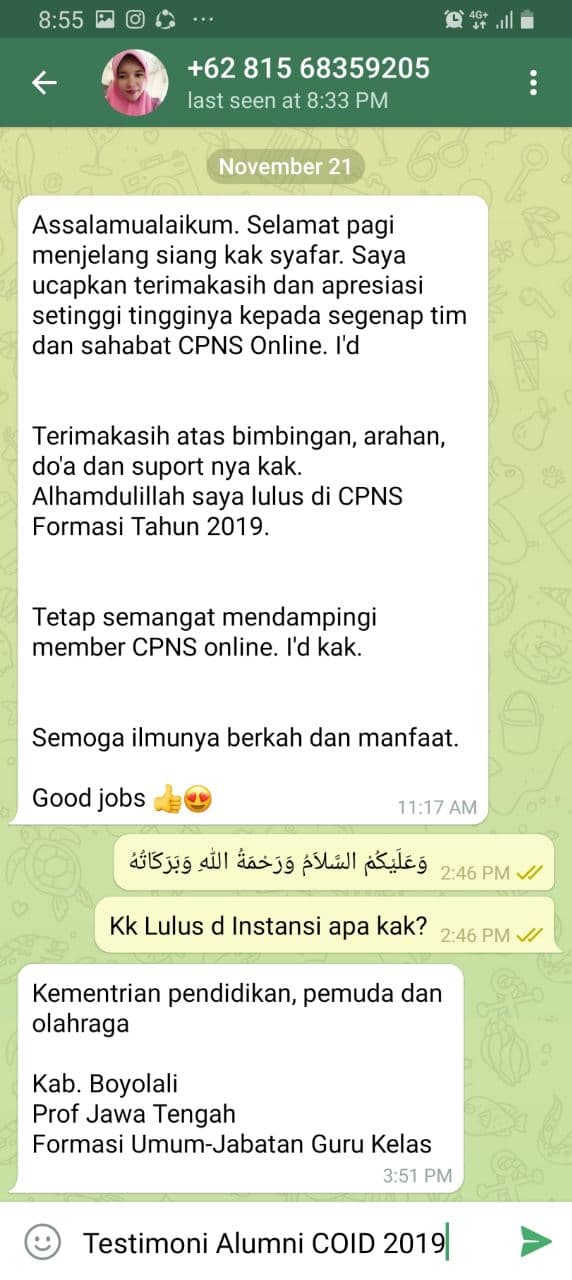 8:55
4G+
+62 815 68359205
last seen at 8:33 PM
November 21
Assalamualaikum. Selamat pagi
menjelang siang kak syafar. Saya
ucapkan terimakasih dan apresiasi
setinggi tingginya kepada segenap tim
dan sahabat CPNS Online. I'd
Terimakasih atas bimbingan, arahan,
do'a dan suport nya kak.
Alhamdulillah saya lulus di CPNS
Formasi Tahun 2019.
Tetap semangat mendampingi
member CPNS online. I'd kak.
Semoga ilmunya berkah dan manfaat.
Good jobs 👍😍
11:17 AM
وَعَلَيْكُمْ السَّلاَمُ وَرَحْمَةُ اللهِ وَبَرَكَاتُهُ
2:46 PM
Kk Lulus d Instansi apa kak?
2:46 PM
Kementrian pendidikan, pemuda dan
olahraga
Kab. Boyolali
Prof Jawa Tengah
Formasi Umum-Jabatan Guru Kelas
3:51 PM
Testimoni Alumni COID 2019